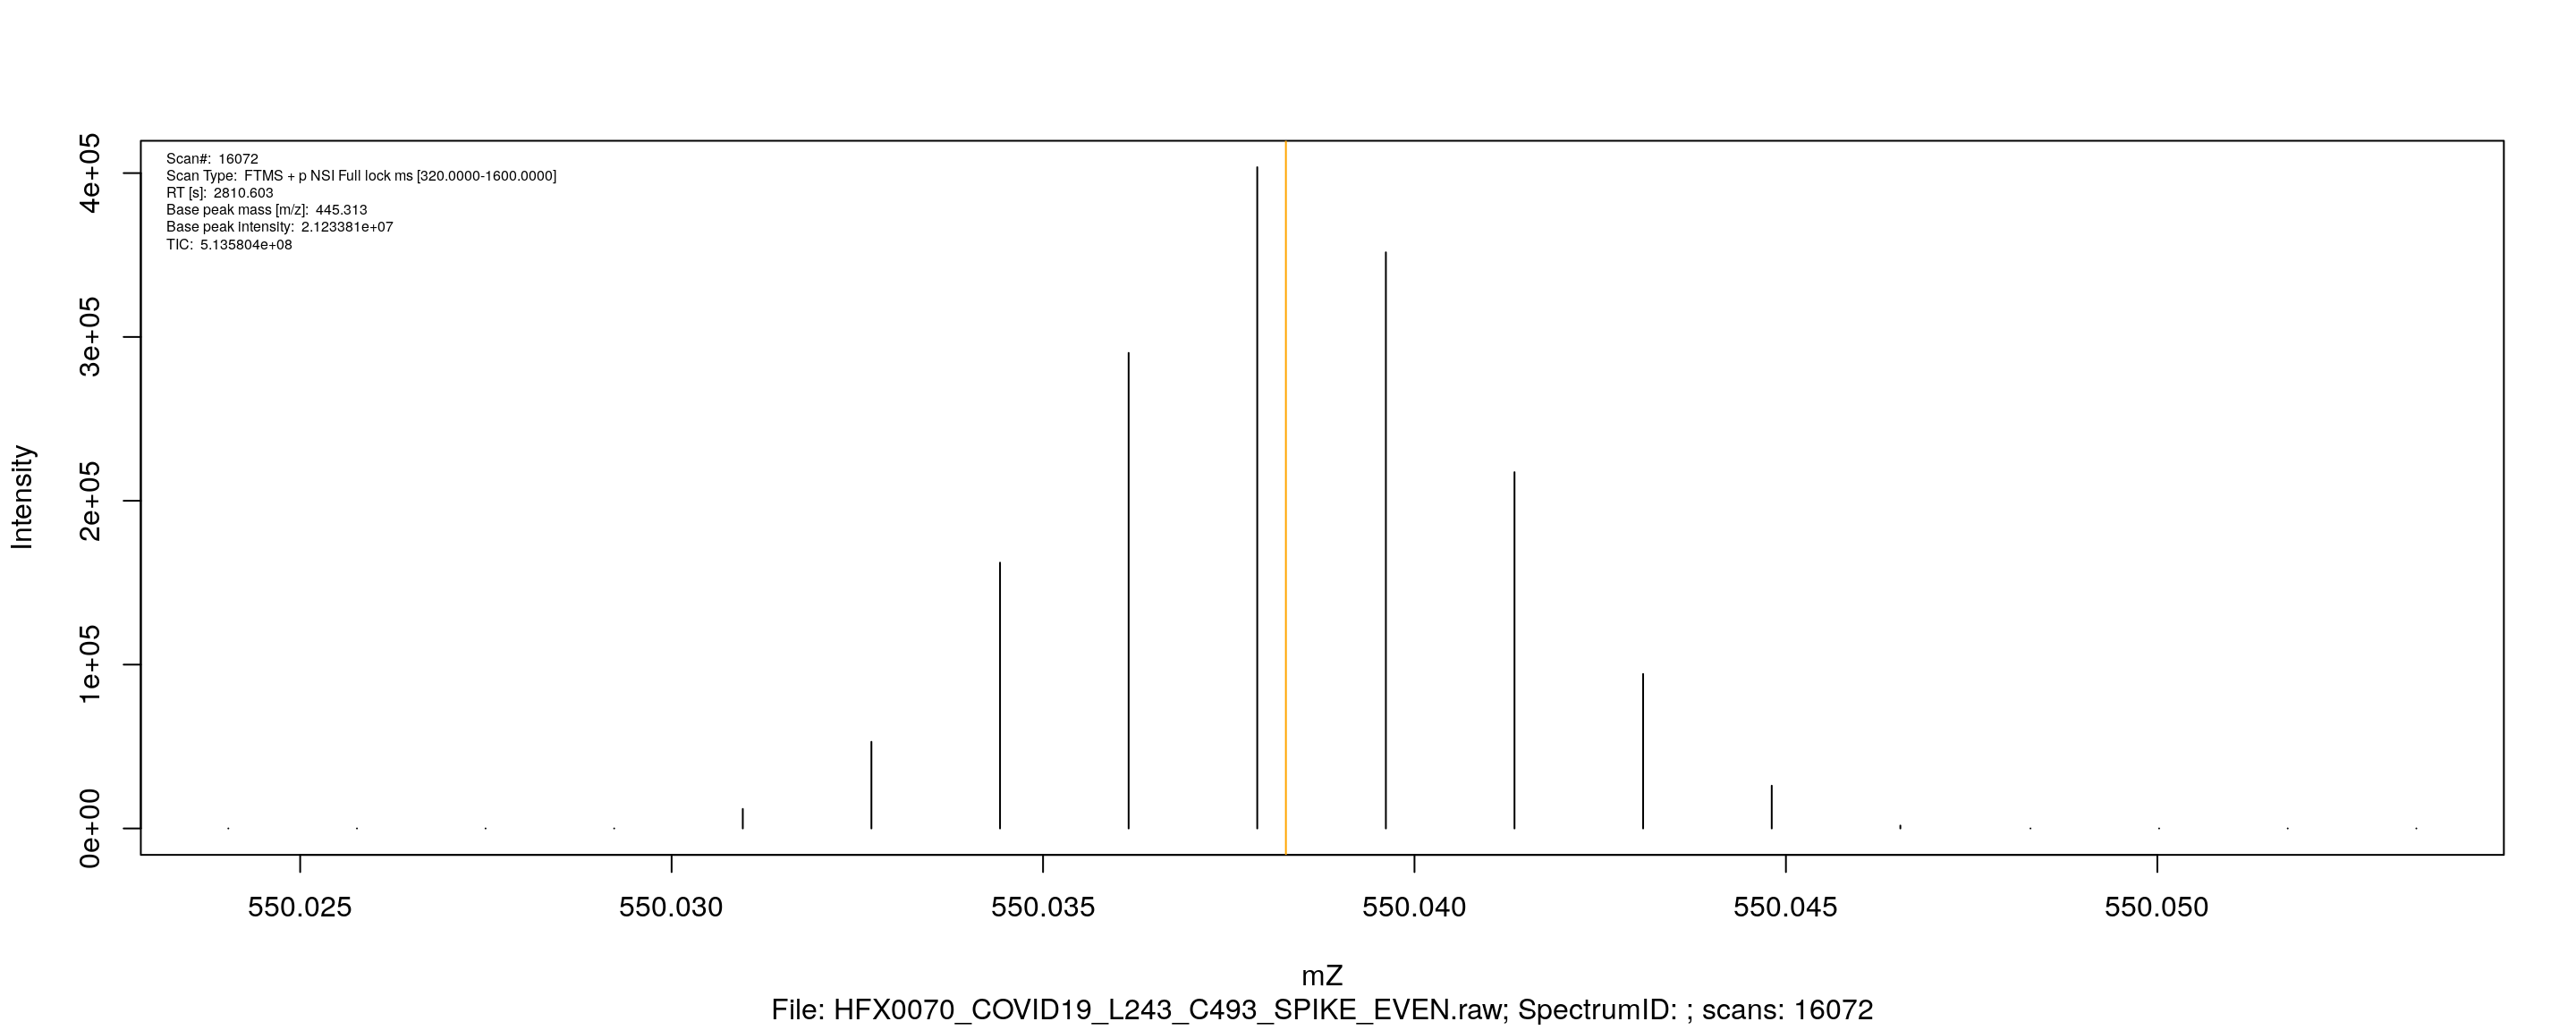 Scan#: 16072
Scan Type: FTMS + p NSI Full lock ms [320.0000-1600.0000]
RT [s]: 2810.603
Base peak mass [m/z]: 445.313
Base peak intensity: 2.123381e+07
TIC: 5.135804e+08
4e+05
3e+05
2e+05
1e+05
0e+00
Intensity
550.025 550.030 550.035 550.040 550.045 550.050
mZ
File: HFX0070_COVID19_L243_C493_SPIKE_EVEN.raw; SpectrumID: ; scans: 16072